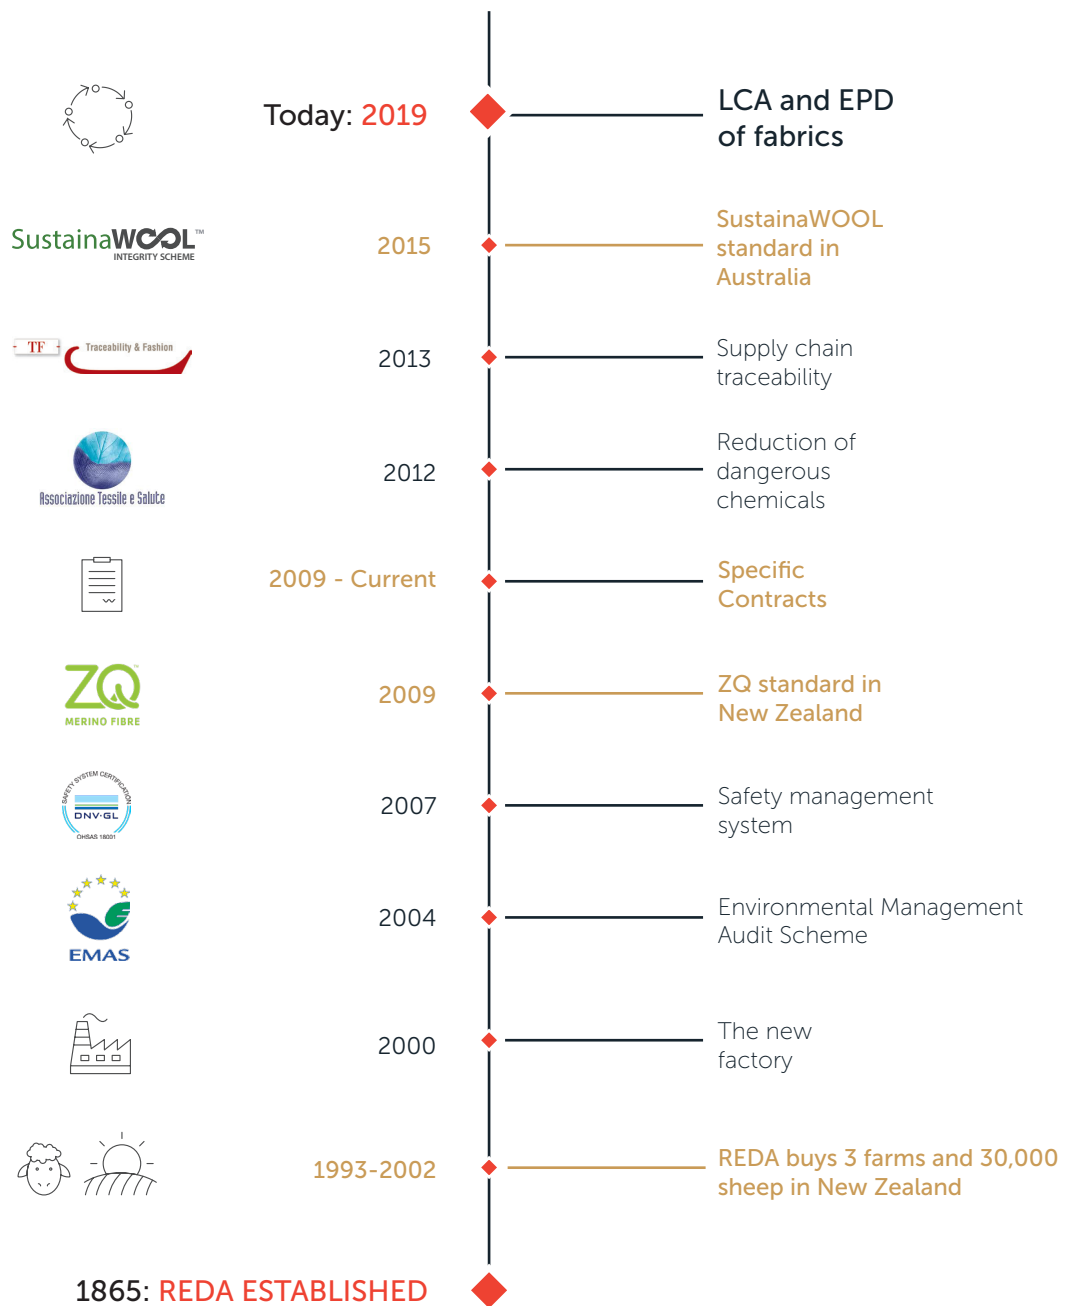 Today: 2019
LCA and EPD
of fabrics
SustainaWOOL™
INTEGRITY SCHEME
2015
SustainaWOOL
standard in
Australia
TF
Traceability & Fashion
2013
Supply chain
traceability
Associazione Tessile e Salute
2012
Reduction of
dangerous
chemicals
2009 - Current
Specific
Contracts
ZQ™
MERINO FIBRE
2009
ZQ standard in
New Zealand
SAFETY SYSTEM CERTIFICATION
DNV·GL
OHSAS 18001
2007
Safety management
system
EMAS
2004
Environmental Management
Audit Scheme
2000
The new
factory
1993-2002
REDA buys 3 farms and 30,000
sheep in New Zealand
1865: REDA ESTABLISHED